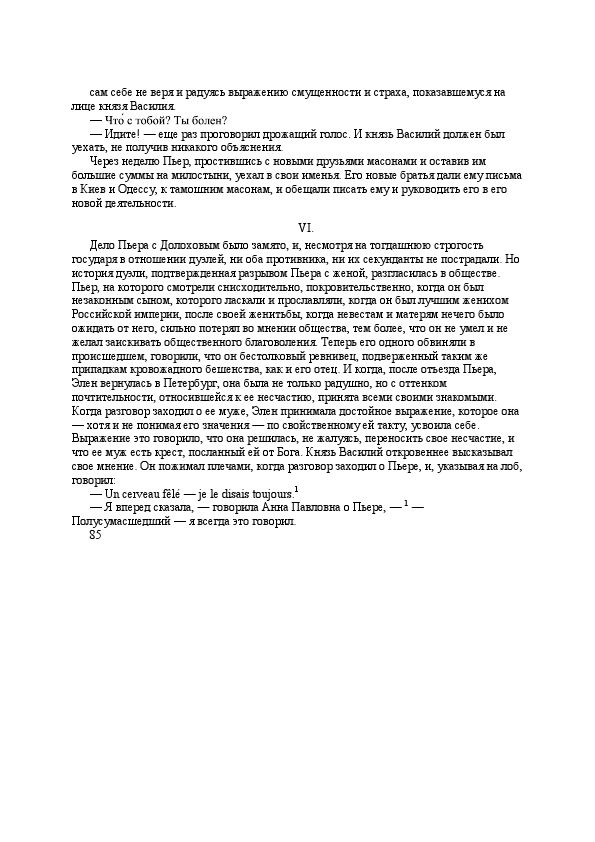 сам себе не веря и радуясь выражению смущенности и страха, показавшемуся на
лице князя Василия.
— Что́ с тобой? Ты болен?
— Идите! — еще раз проговорил дрожащий голос. И князь Василий должен был
уехать, не получив никакого объяснения.
Через неделю Пьер, простившись с новыми друзьями масонами и оставив им
большие суммы на милостыни, уехал в свои именья. Его новые братья дали ему письма
в Киев и Одессу, к тамошним масонам, и обещали писать ему и руководить его в его
новой деятельности.
VI.
Дело Пьера с Долоховым было замято, и, несмотря на тогдашнюю строгость
государя в отношении дуэлей, ни оба противника, ни их секунданты не пострадали. Но
история дуэли, подтвержденная разрывом Пьера с женой, разгласилась в обществе.
Пьер, на которого смотрели снисходительно, покровительственно, когда он был
незаконным сыном, которого ласкали и прославляли, когда он был лучшим женихом
Российской империи, после своей женитьбы, когда невестам и матерям нечего было
ожидать от него, сильно потерял во мнении общества, тем более, что он не умел и не
желал заискивать общественного благоволения. Теперь его одного обвиняли в
происшедшем, говорили, что он бестолковый ревнивец, подверженный таким же
припадкам кровожадного бешенства, как и его отец. И когда, после отъезда Пьера,
Элен вернулась в Петербург, она была не только радушно, но с оттенком
почтительности, относившейся к ее несчастию, принята всеми своими знакомыми.
Когда разговор заходил о ее муже, Элен принимала достойное выражение, которое она
— хотя и не понимая его значения — по свойственному ей такту, усвоила себе.
Выражение это говорило, что она решилась, не жалуясь, переносить свое несчастие, и
что ее муж есть крест, посланный ей от Бога. Князь Василий откровеннее высказывал
свое мнение. Он пожимал плечами, когда разговор заходил о Пьере, и, указывая на лоб,
говорил:
— Un cerveau fêlé — je le disais toujours.¹
— Я вперед сказала, — говорила Анна Павловна о Пьере, — ¹ —
Полусумасшедший — я всегда это говорил.
85